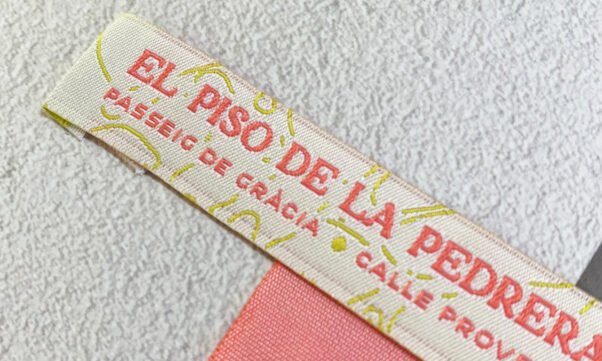 EL PISO DE LA PEDRERA
PASSEIG DE GRÀCIA • CALLE PROV